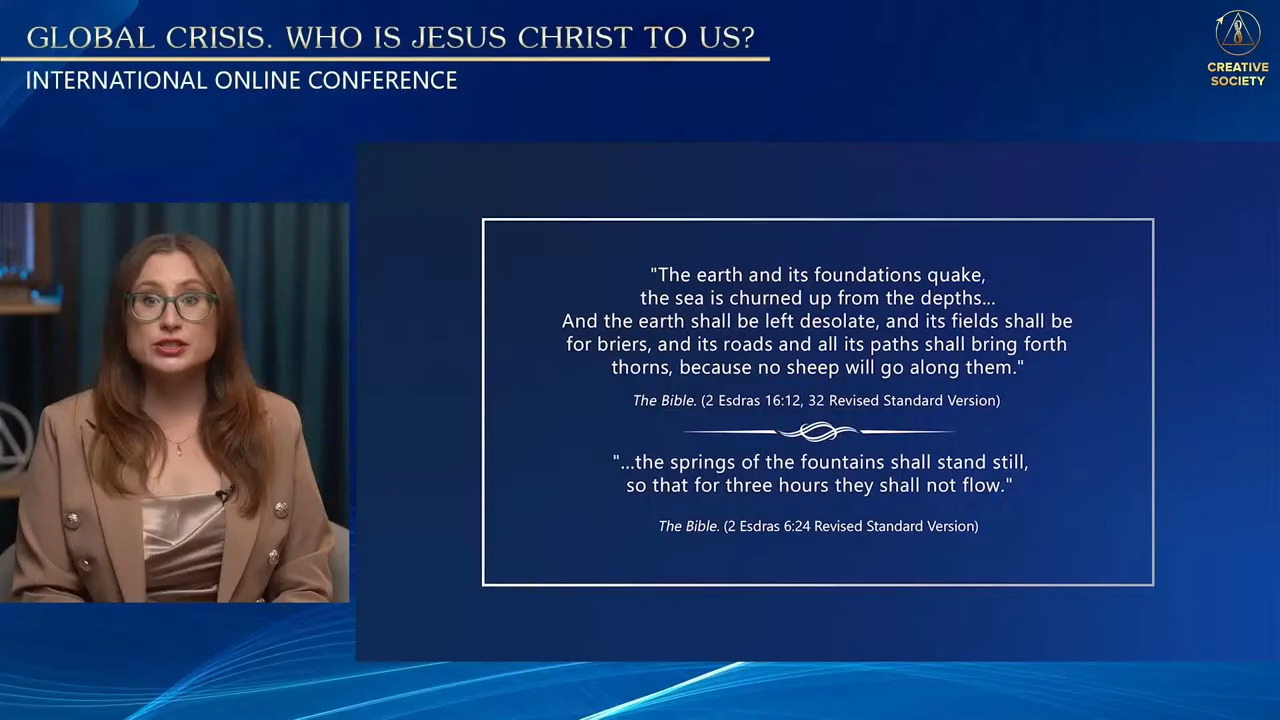 GLOBAL CRISIS. WHO IS JESUS CHRIST TO US?
INTERNATIONAL ONLINE CONFERENCE
CREATIVE
SOCIETY
"The earth and its foundations quake,
the sea is churned up from the depths...
And the earth shall be left desolate, and its fields shall be
for briers, and its roads and all its paths shall bring forth
thorns, because no sheep will go along them."
The Bible. (2 Esdras 16:12, 32 Revised Standard Version)
"...the springs of the fountains shall stand still,
so that for three hours they shall not flow."
The Bible. (2 Esdras 6:24 Revised Standard Version)